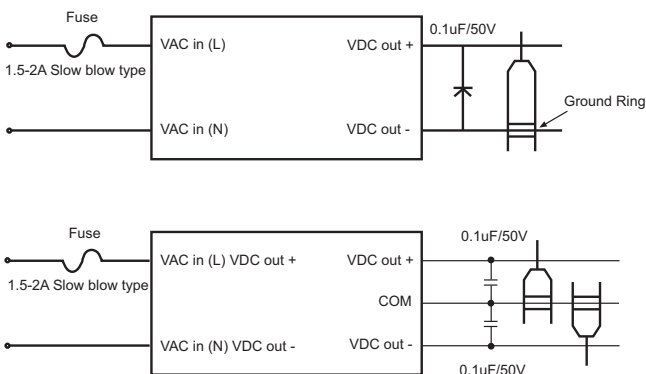 Fuse
0.1uF/50V
VAC in (L)
VDC out +
1.5-2A Slow blow type
Ground Ring
VAC in (N)
VDC out -
Fuse
0.1uF/50V
VAC in (L) VDC out +
VDC out +
1.5-2A Slow blow type
COM
VAC in (N) VDC out -
VDC out -
0.1uF/50V